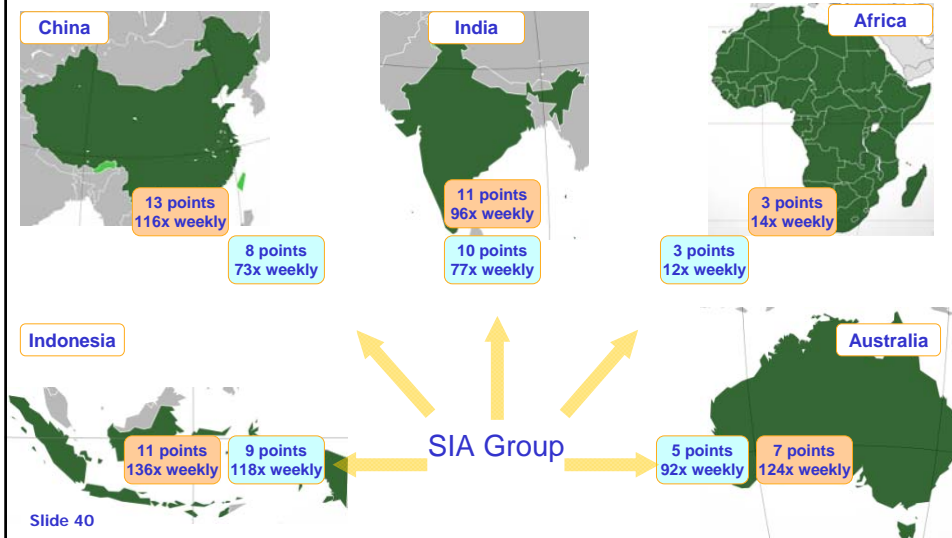 China
India
Africa
13 points
116x weekly
8 points
73x weekly
11 points
96x weekly
10 points
77x weekly
3 points
14x weekly
3 points
12x weekly
Indonesia
Australia
11 points
136x weekly
9 points
118x weekly
SIA Group
5 points
92x weekly
7 points
124x weekly
Slide 40